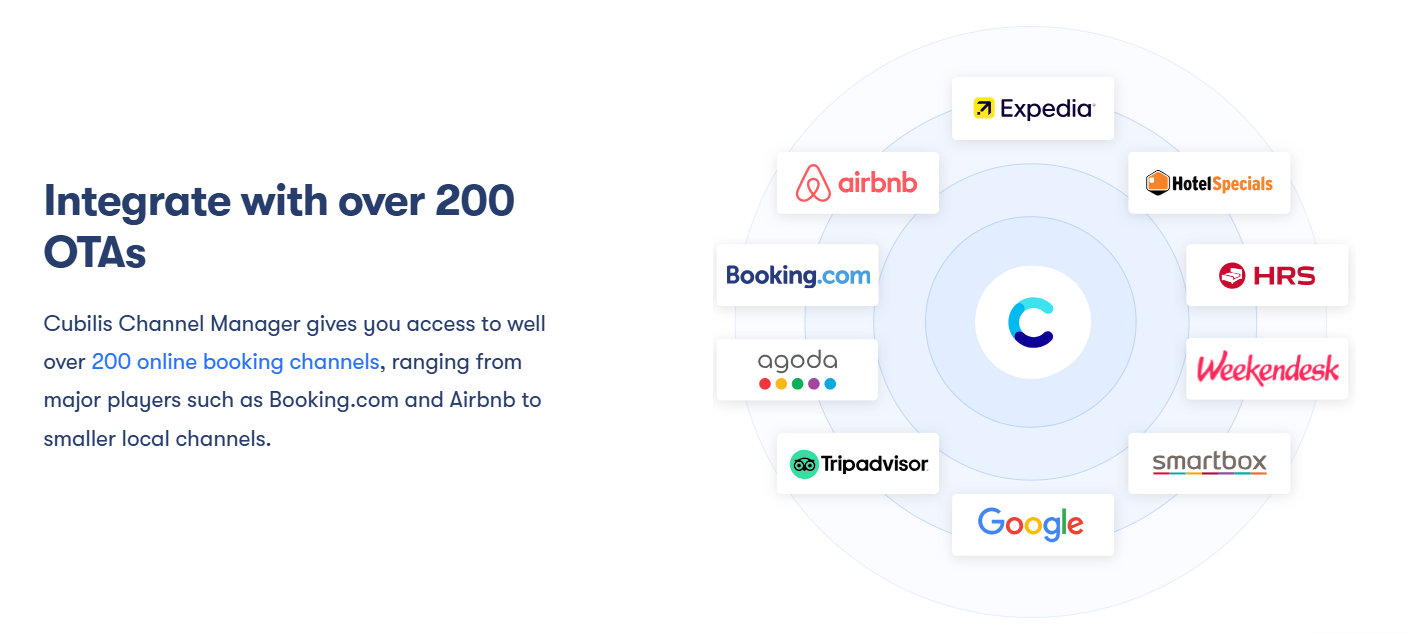 Integrate with over 200
OTAs
Cubilis Channel Manager gives you access to well
over 200 online booking channels, ranging from
major players such as Booking.com and Airbnb to
smaller local channels.
Expedia
airbnb
HotelSpecials
Booking.com
HRS
agoda
Weekendesk
Tripadvisor
smartbox
Google